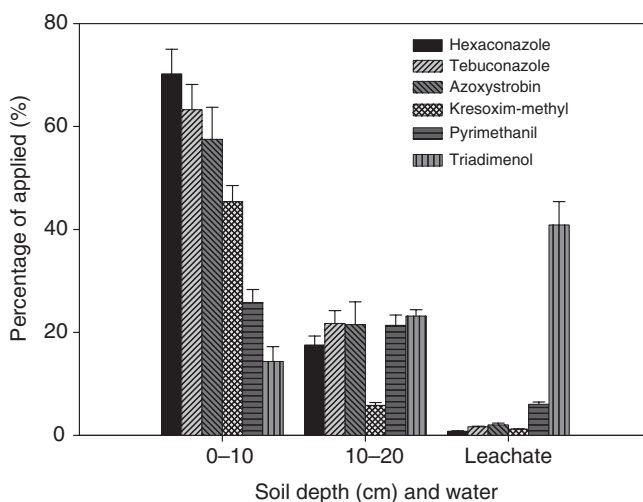 80
60
40
20
0
Percentage of applied (%)
Hexaconazole
Tebuconazole
Azoxystrobin
Kresoxim-methyl
Pyrimethanil
Triadimenol
0–10
10–20
Leachate
Soil depth (cm) and water